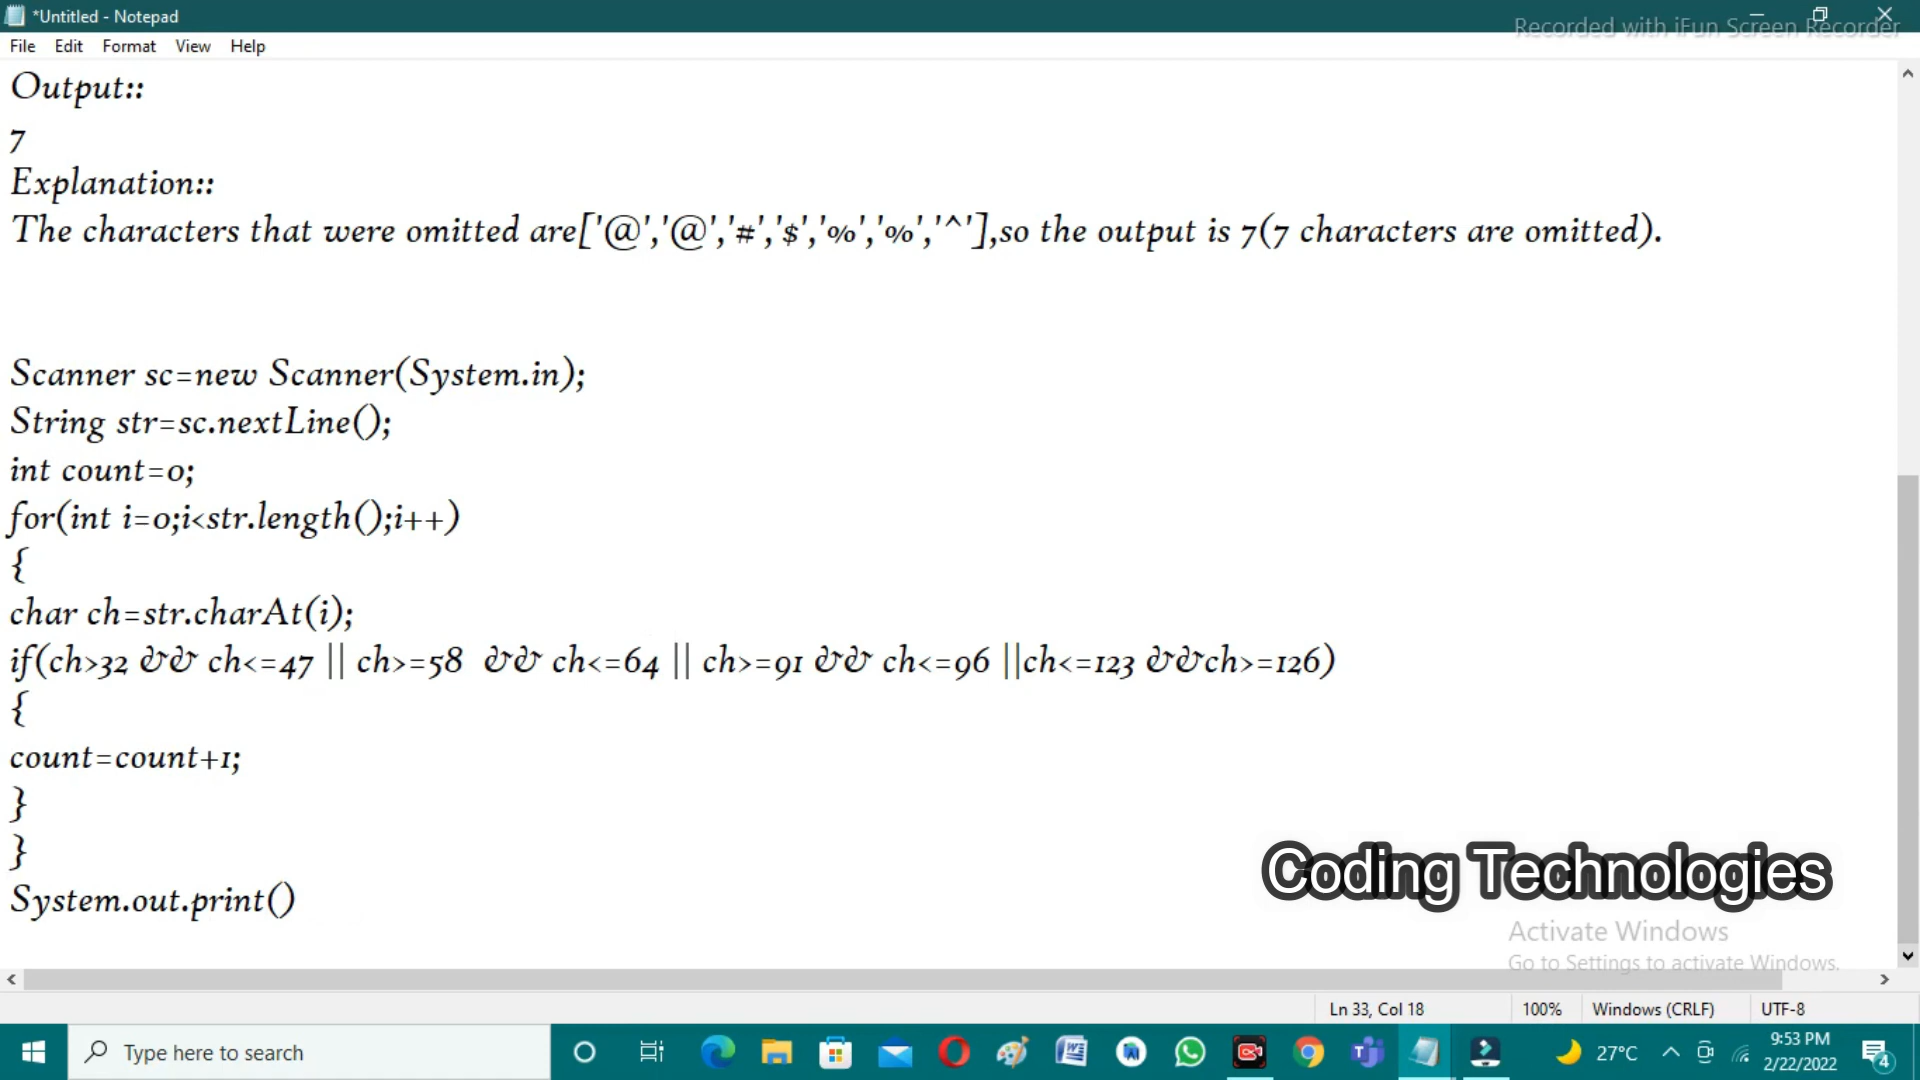 *Untitled - Notepad
Recorded with iFun Screen Recorder
File Edit Format View Help
Output::
7
Explanation::
The characters that were omitted are['@','@','#','$','%','%','^'],so the output is 7(7 characters are omitted).
Scanner sc=new Scanner(System.in);
String str=sc.nextLine();
int count=0;
for(int i=0;i<str.length();i++)
{
char ch=str.charAt(i);
if(ch>32 && ch<=47 || ch>=58  && ch<=64 || ch>=91 && ch<=96 ||ch<=123 &&ch>=126)
{
count=count+1;
}
}
System.out.print()
Coding Technologies
Activate Windows
Go to Settings to activate Windows.
Ln 33, Col 18 100% Windows (CRLF) UTF-8
Type here to search
27°C
9:53 PM
2/22/2022
4